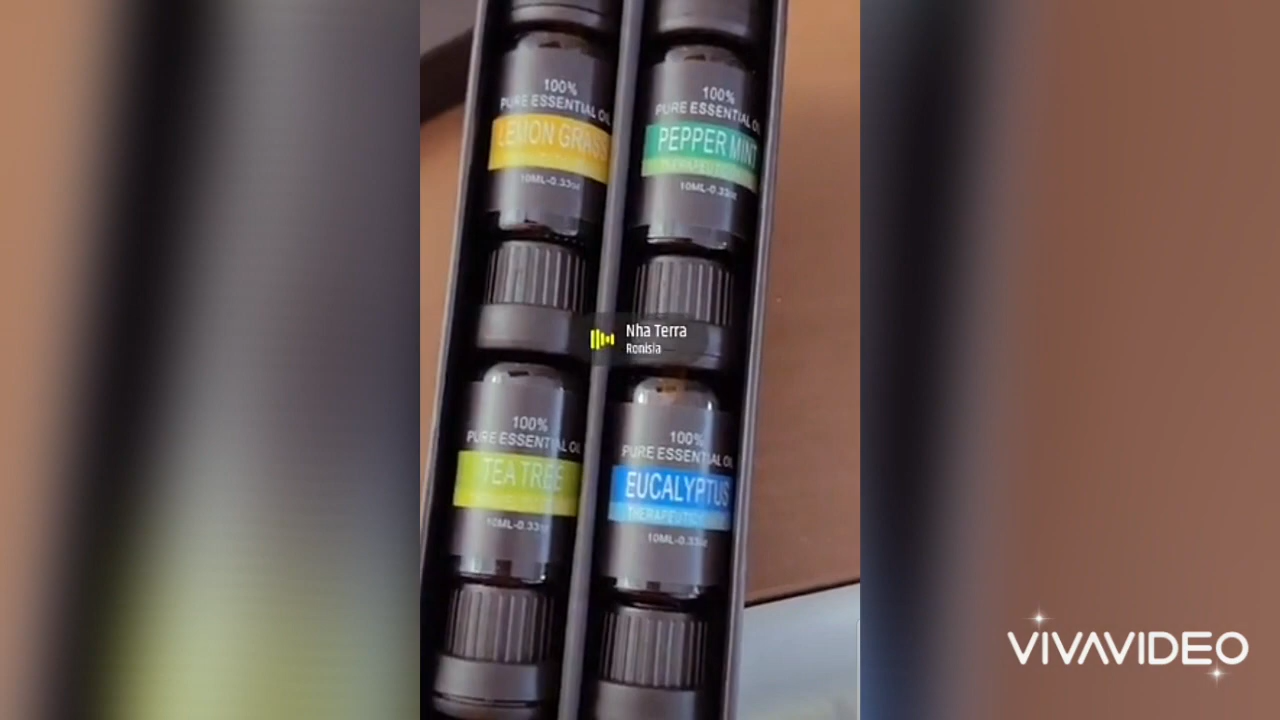 100%
PURE ESSENTIAL OIL
LEMON GRASS
10ML-0.33oz
100%
PURE ESSENTIAL OIL
PEPPER MINT
THERAPEUTIC
10ML-0.33oz
Nha Terra
Ronisia
100%
PURE ESSENTIAL OIL
TEA TREE
10ML-0.33oz
100%
PURE ESSENTIAL OIL
EUCALYPTUS
THERAPEUTIC
10ML-0.33oz
VIVAVIDEO